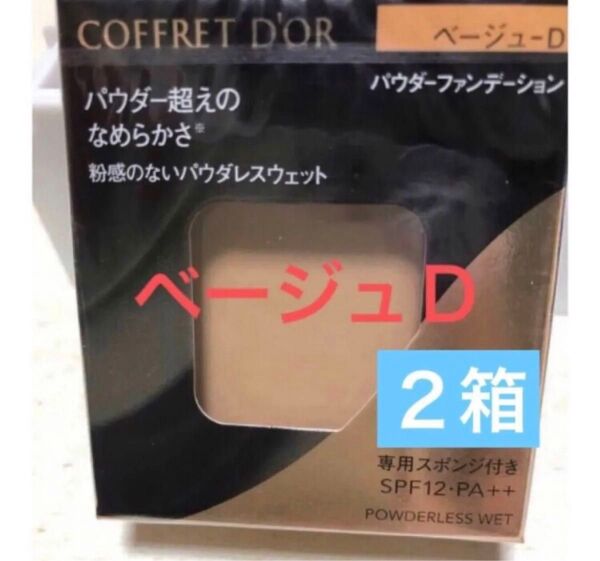 COFFRET D'OR
ベージュ-D
パウダーファンデーション
パウダー超えの
なめらかさ※
粉感のないパウダレスウェット
ベージュD
２箱
専用スポンジ付き
SPF12・PA++
POWDERLESS WET